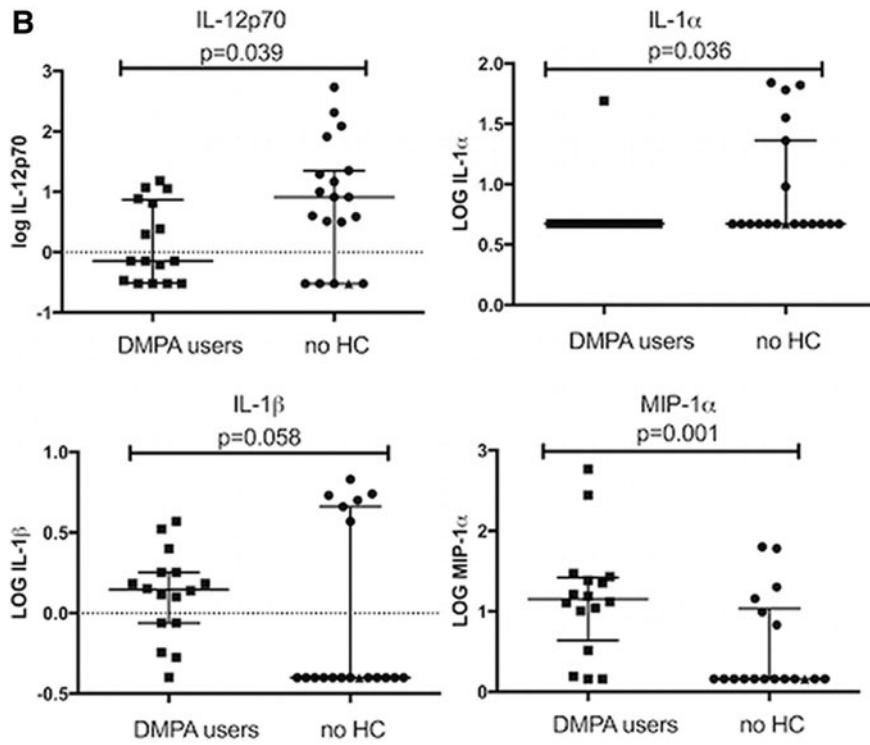 B
IL-12p70
p=0.039
log IL-12p70
3
2
1
0
-1
DMPA users
no HC
IL-1α
p=0.036
LOG IL-1α
2.0
1.5
1.0
0.5
0.0
DMPA users
no HC
IL-1β
p=0.058
LOG IL-1β
1.0
0.5
0.0
-0.5
DMPA users
no HC
MIP-1α
p=0.001
LOG MIP-1α
3
2
1
0
DMPA users
no HC